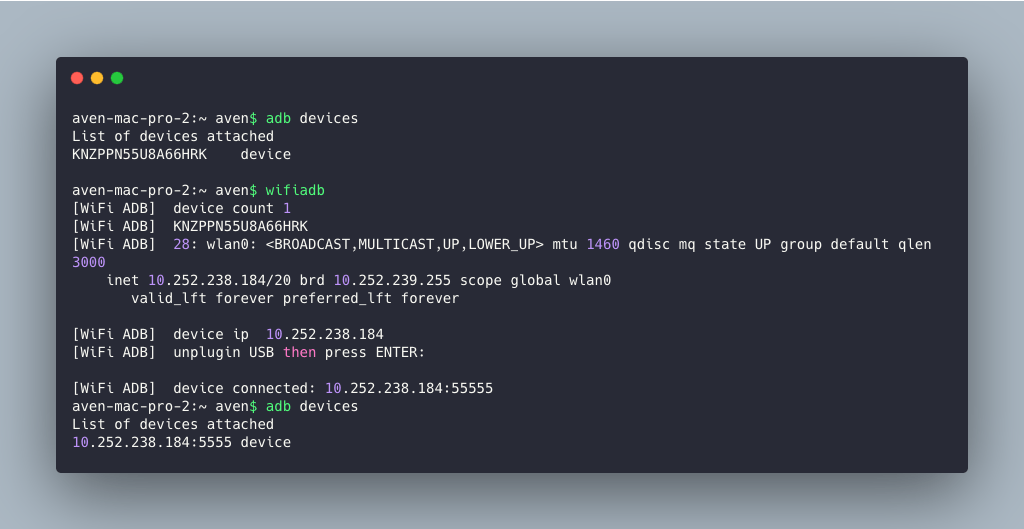 aven-mac-pro-2:~ aven$ adb devices
List of devices attached
KNZPPN55U8A66HRK    device
aven-mac-pro-2:~ aven$ wifiadb
[WiFi ADB]  device count 1
[WiFi ADB]  KNZPPN55U8A66HRK
[WiFi ADB]  28: wlan0: <BROADCAST,MULTICAST,UP,LOWER_UP> mtu 1460 qdisc mq state UP group default qlen
3000
    inet 10.252.238.184/20 brd 10.252.239.255 scope global wlan0
       valid_lft forever preferred_lft forever
[WiFi ADB]  device ip  10.252.238.184
[WiFi ADB]  unplugin USB then press ENTER:
[WiFi ADB]  device connected: 10.252.238.184:55555
aven-mac-pro-2:~ aven$ adb devices
List of devices attached
10.252.238.184:5555 device